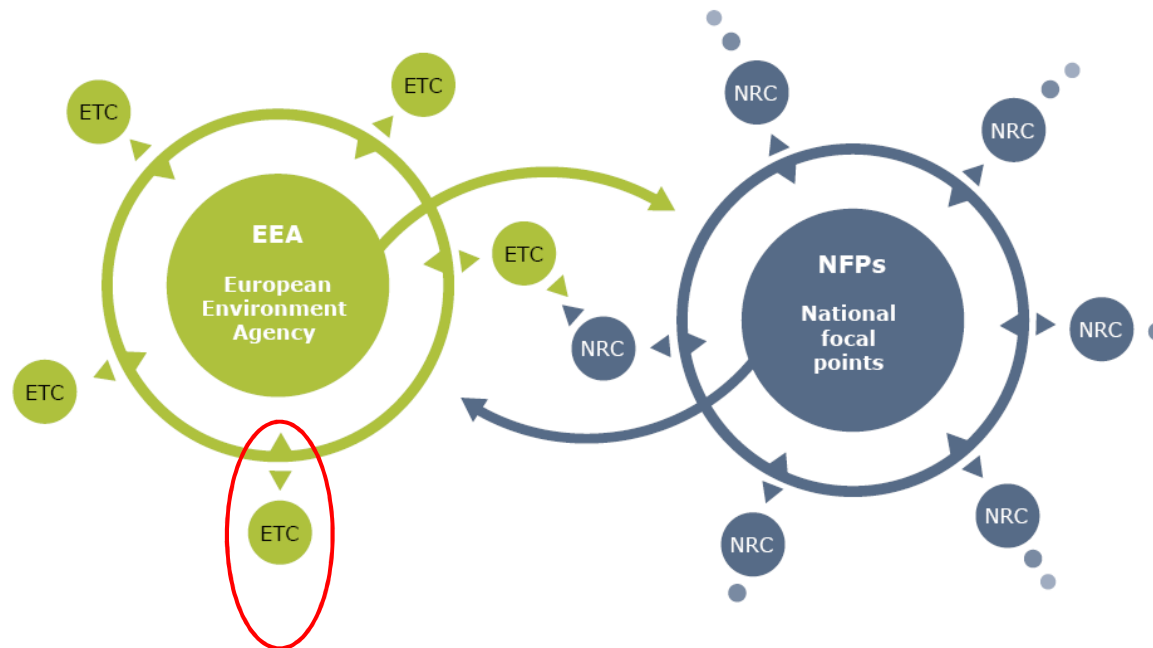 ETC
ETC
EEA
European
Environment
Agency
ETC
ETC
ETC
NRC
NRC
NFPs
National
focal
points
NRC
NRC
NRC
NRC